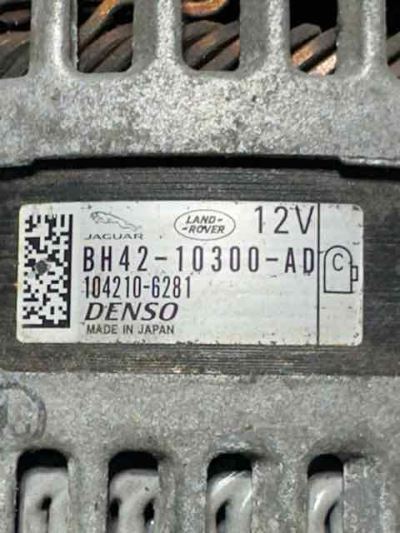 JAGUAR
LAND-
-ROVER
12V
BH42-10300-AD
C
104210-6281
DENSO
MADE IN JAPAN